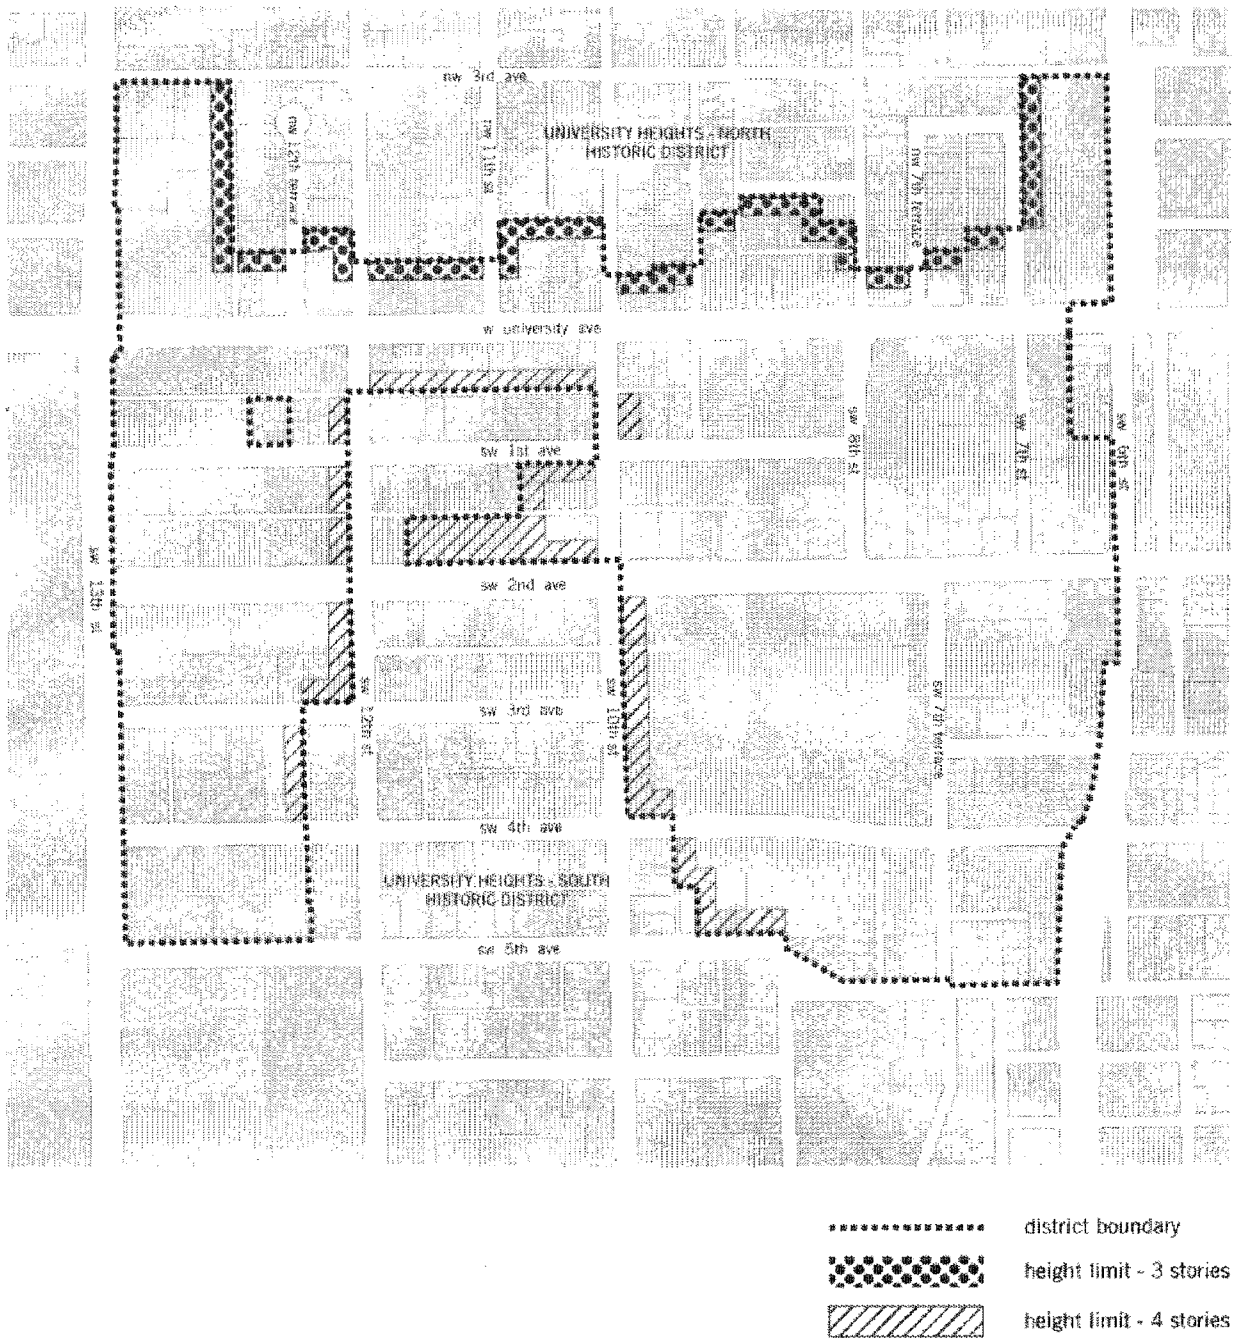 nw 3rd ave
nw 12th terrace
nw 11th st
UNIVERSITY HEIGHTS - NORTH
HISTORIC DISTRICT
nw 7th terrace
w university ave
sw 1st ave
sw 8th st
sw 7th st
sw 6th st
sw 13th st
sw 2nd ave
sw 12th st
sw 3rd ave
sw 10th st
sw 7th terrace
sw 4th ave
UNIVERSITY HEIGHTS - SOUTH
HISTORIC DISTRICT
sw 5th ave
district boundary
height limit - 3 stories
height limit - 4 stories